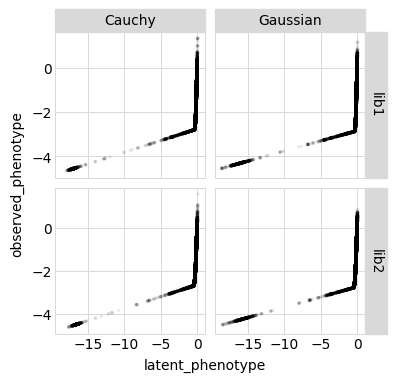 Cauchy
Gaussian
0
−2
−4
lib1
observed_phenotype
0
−2
−4
lib2
−15
−10
−5
0
−15
−10
−5
0
latent_phenotype